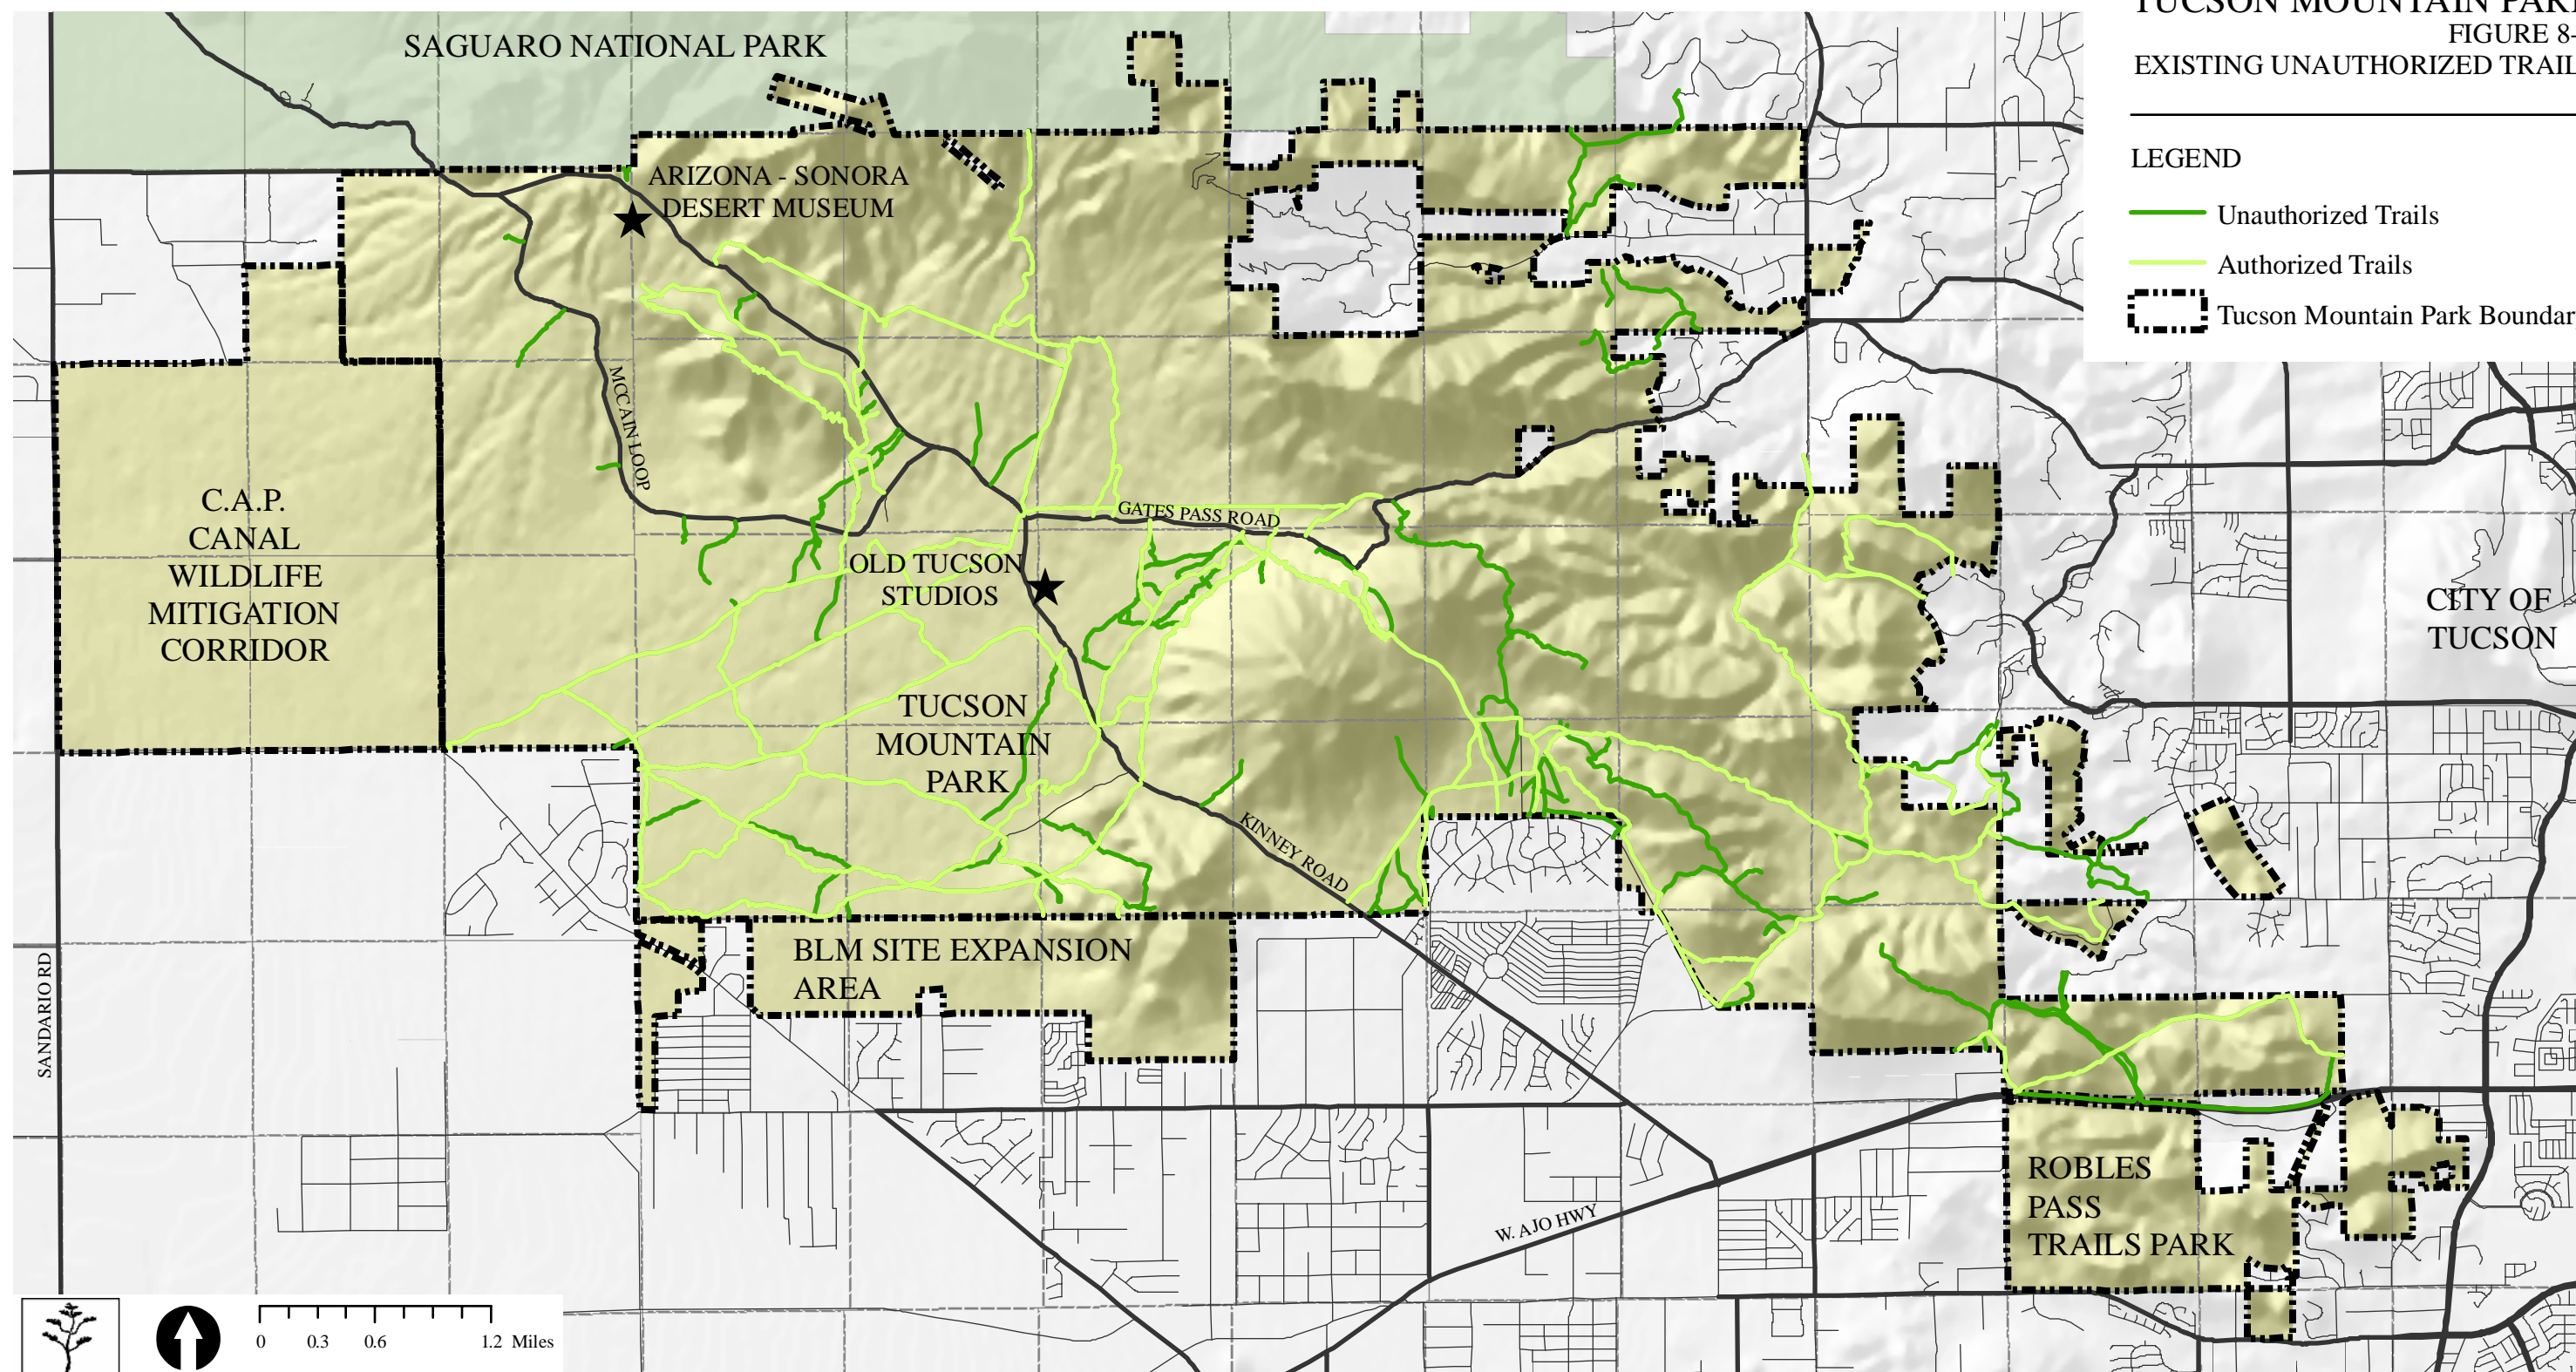 TUCSON MOUNTAIN PARK
FIGURE 8-
EXISTING UNAUTHORIZED TRAIL
LEGEND
Unauthorized Trails
Authorized Trails
Tucson Mountain Park Boundar
SAGUARO NATIONAL PARK
ARIZONA - SONORA
DESERT MUSEUM
MCCAIN LOOP
C.A.P.
CANAL
WILDLIFE
MITIGATION
CORRIDOR
GATES PASS ROAD
OLD TUCSON
STUDIOS
CITY OF
TUCSON
TUCSON
MOUNTAIN
PARK
KINNEY ROAD
BLM SITE EXPANSION
AREA
SANDARIO RD
W. AJO HWY
ROBLES
PASS
TRAILS PARK
0 0.3 0.6 1.2 Miles